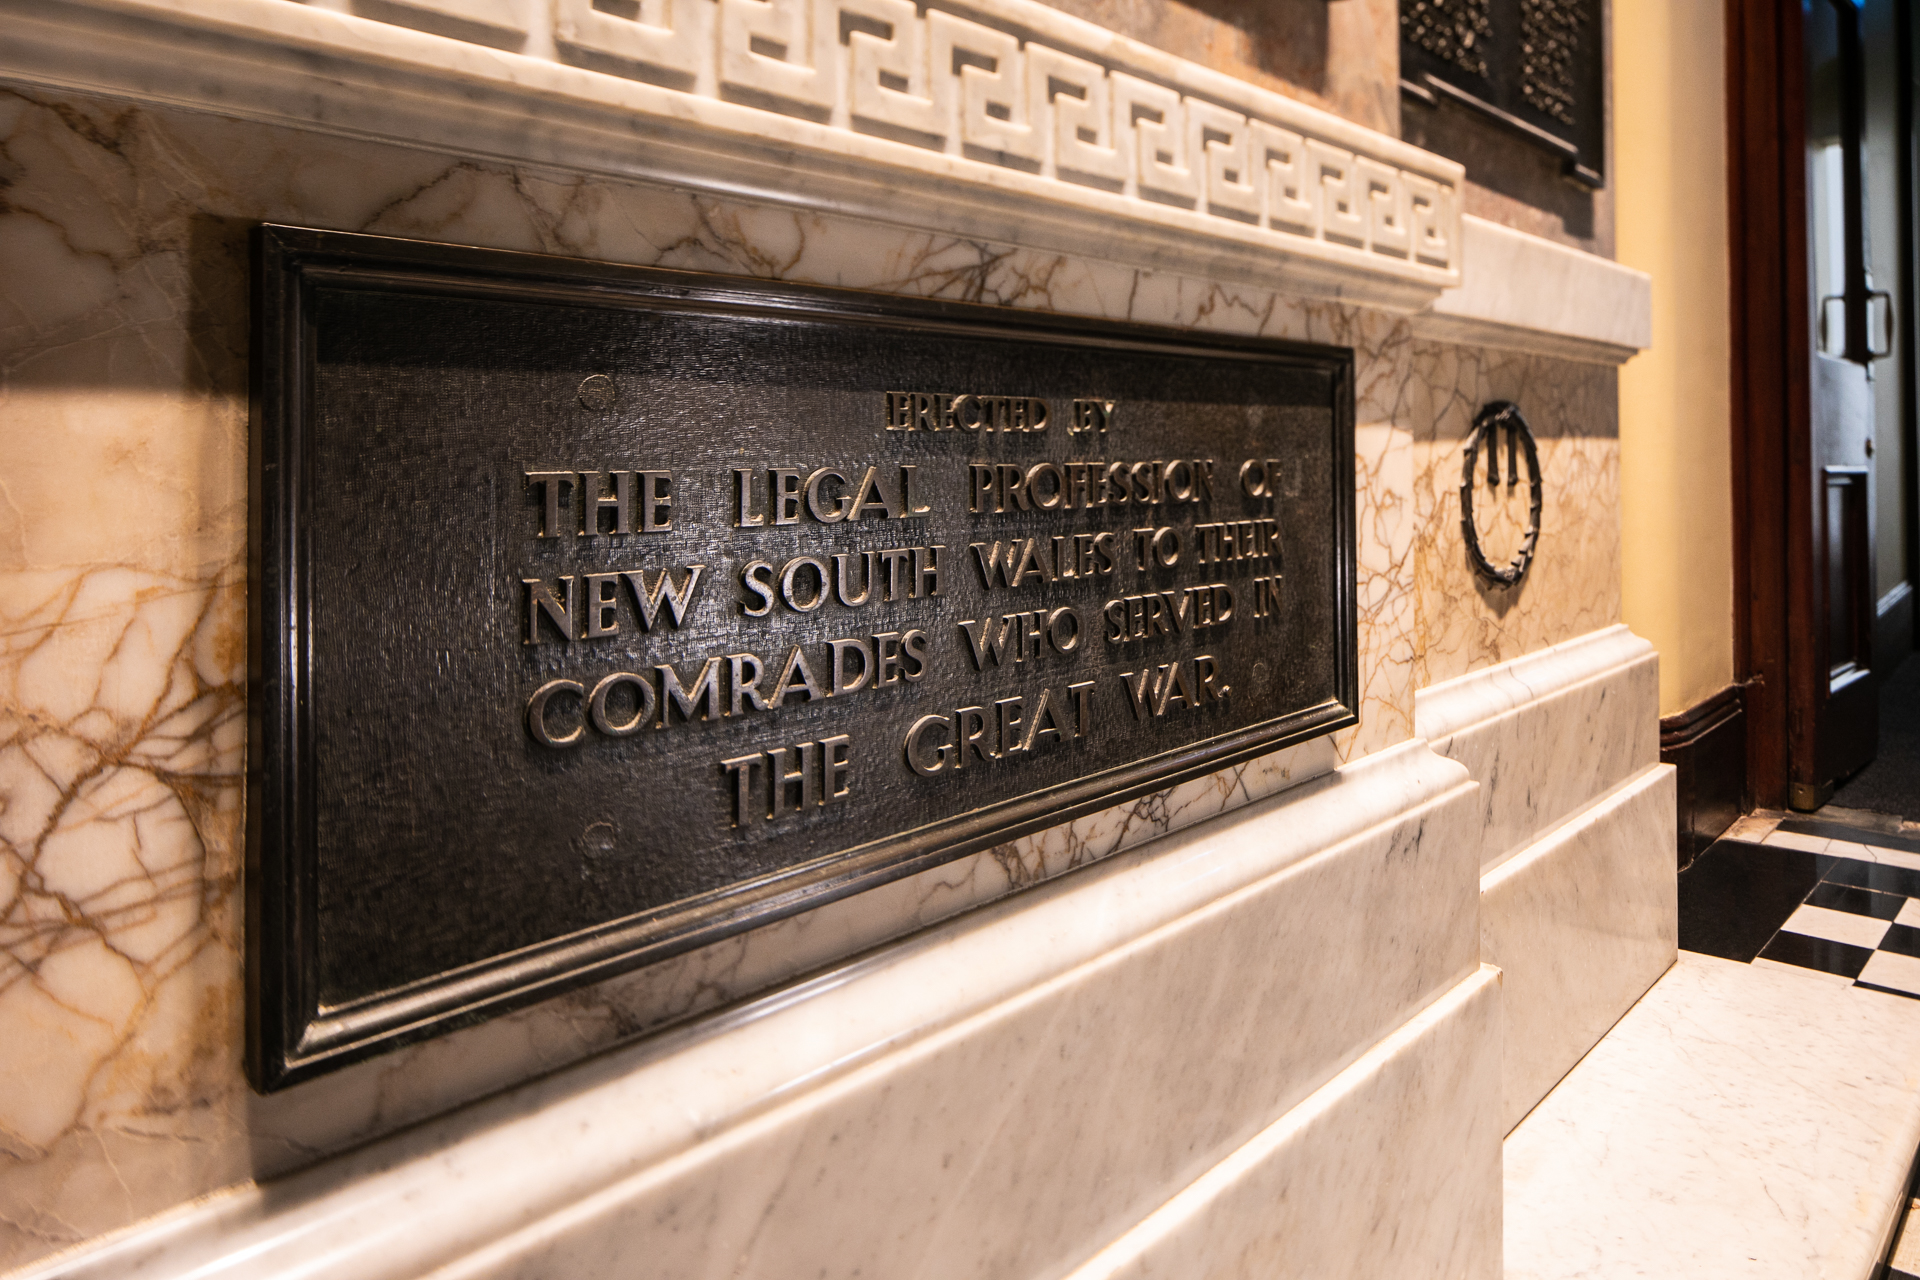 ERECTED BY
THE LEGAL PROFESSION OF
NEW SOUTH WALES TO THEIR
COMRADES WHO SERVED IN
THE GREAT WAR.